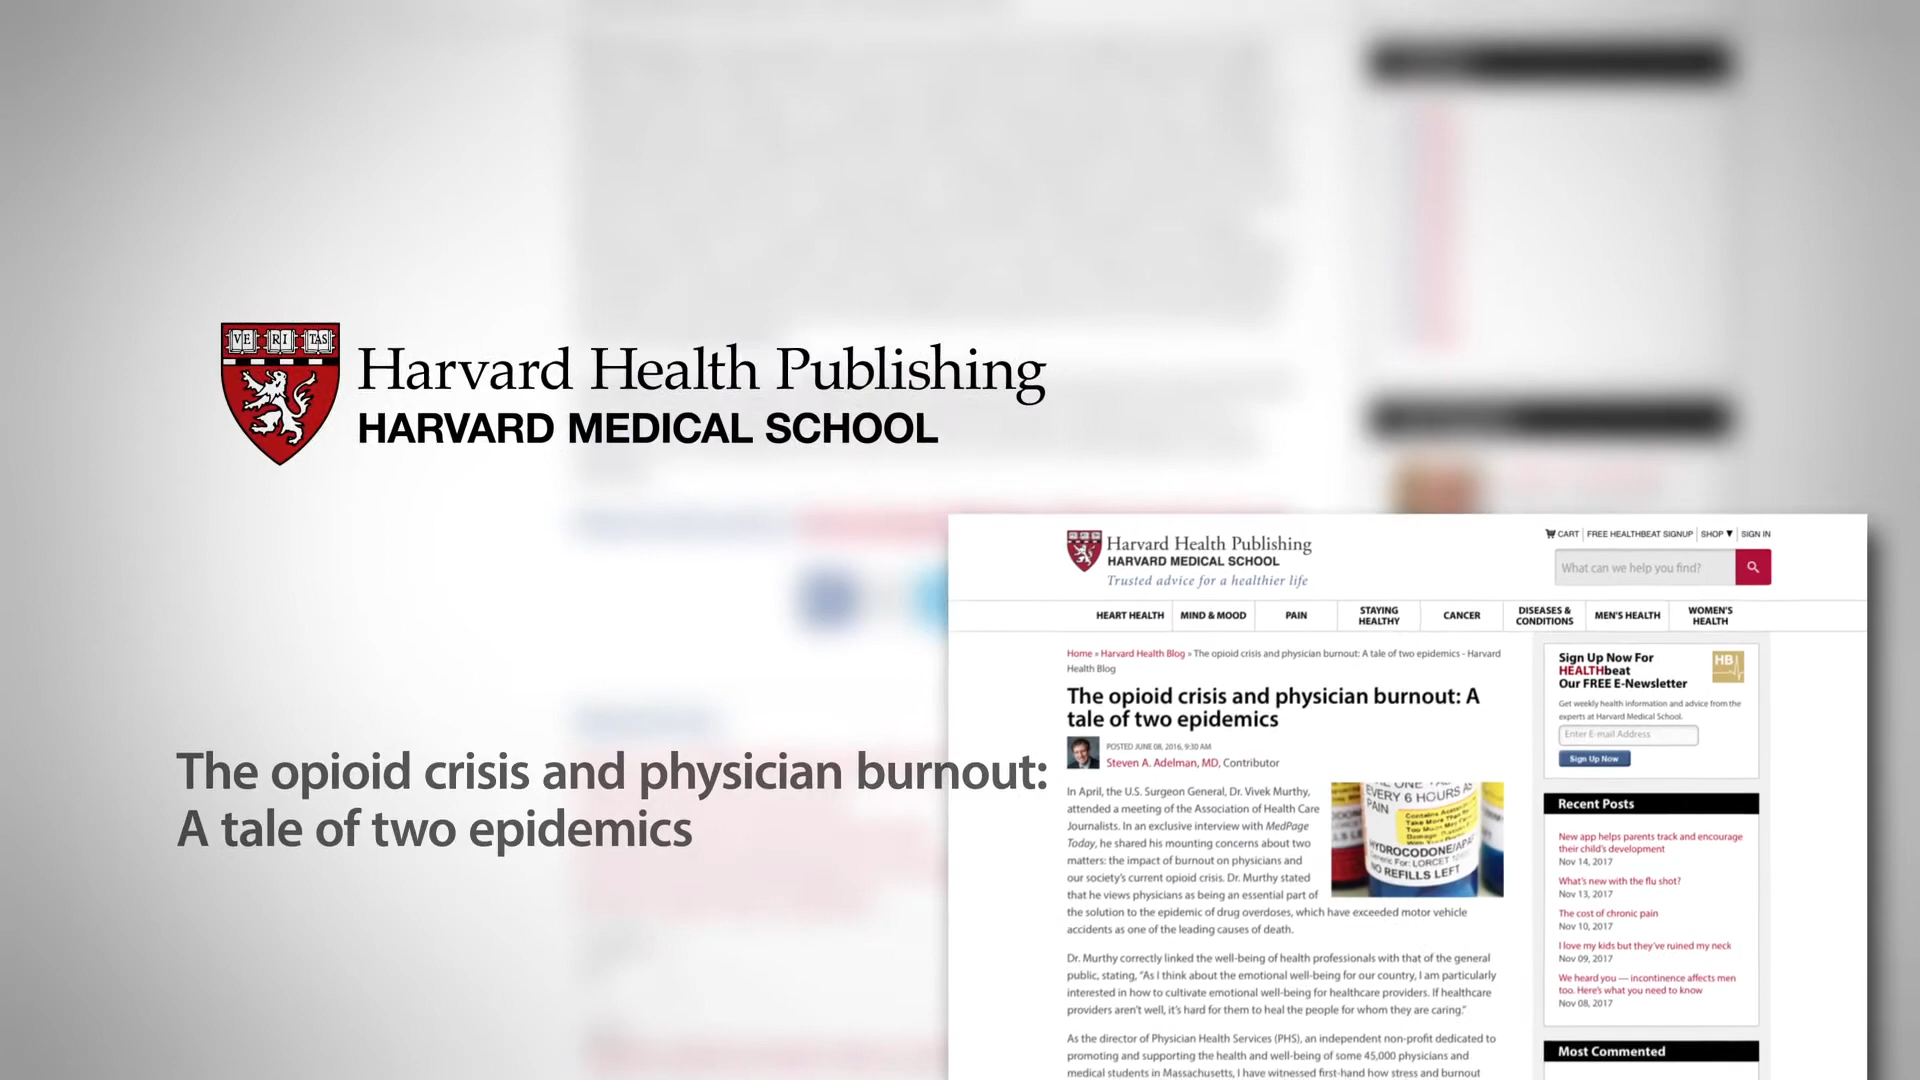 VE RI TAS
Harvard Health Publishing
HARVARD MEDICAL SCHOOL
The opioid crisis and physician burnout:
A tale of two epidemics
Harvard Health Publishing
HARVARD MEDICAL SCHOOL
Trusted advice for a healthier life
CART | FREE HEALTHBEAT SIGNUP | SHOP ▼ | SIGN IN
What can we help you find?
HEART HEALTH
MIND & MOOD
PAIN
STAYING
HEALTHY
CANCER
DISEASES &
CONDITIONS
MEN'S HEALTH
WOMEN'S
HEALTH
Home » Harvard Health Blog » The opioid crisis and physician burnout: A tale of two epidemics - Harvard
Health Blog
The opioid crisis and physician burnout: A
tale of two epidemics
POSTED JUNE 08, 2016, 9:30 AM
Steven A. Adelman, MD, Contributor
In April, the U.S. Surgeon General, Dr. Vivek Murthy,
attended a meeting of the Association of Health Care
Journalists. In an exclusive interview with MedPage
Today, he shared his mounting concerns about two
matters: the impact of burnout on physicians and
our society's current opioid crisis. Dr. Murthy stated
that he views physicians as being an essential part of
the solution to the epidemic of drug overdoses, which have exceeded motor vehicle
accidents as one of the leading causes of death.
EVERY 6 HOURS AS
PAIN
Contains
Take More Than
Too Much May
Damage
HYDROCODONE/APAP
Generic For: LORCET
NO REFILLS LEFT
Dr. Murthy correctly linked the well-being of health professionals with that of the general
public, stating, "As I think about the emotional well-being for our country, I am particularly
interested in how to cultivate emotional well-being for healthcare providers. If healthcare
providers aren't well, it's hard for them to heal the people for whom they are caring."
As the director of Physician Health Services (PHS), an independent non-profit dedicated to
promoting and supporting the health and well-being of some 45,000 physicians and
medical students in Massachusetts, I have witnessed first-hand how stress and burnout
Sign Up Now For
HEALTHbeat
Our FREE E-Newsletter
HB
Get weekly health information and advice from the
experts at Harvard Medical School.
Enter E-mail Address
Sign Up Now
Recent Posts
New app helps parents track and encourage
their child's development
Nov 14, 2017
What's new with the flu shot?
Nov 13, 2017
The cost of chronic pain
Nov 10, 2017
I love my kids but they've ruined my neck
Nov 09, 2017
We heard you — incontinence affects men
too. Here's what you need to know
Nov 08, 2017
Most Commented